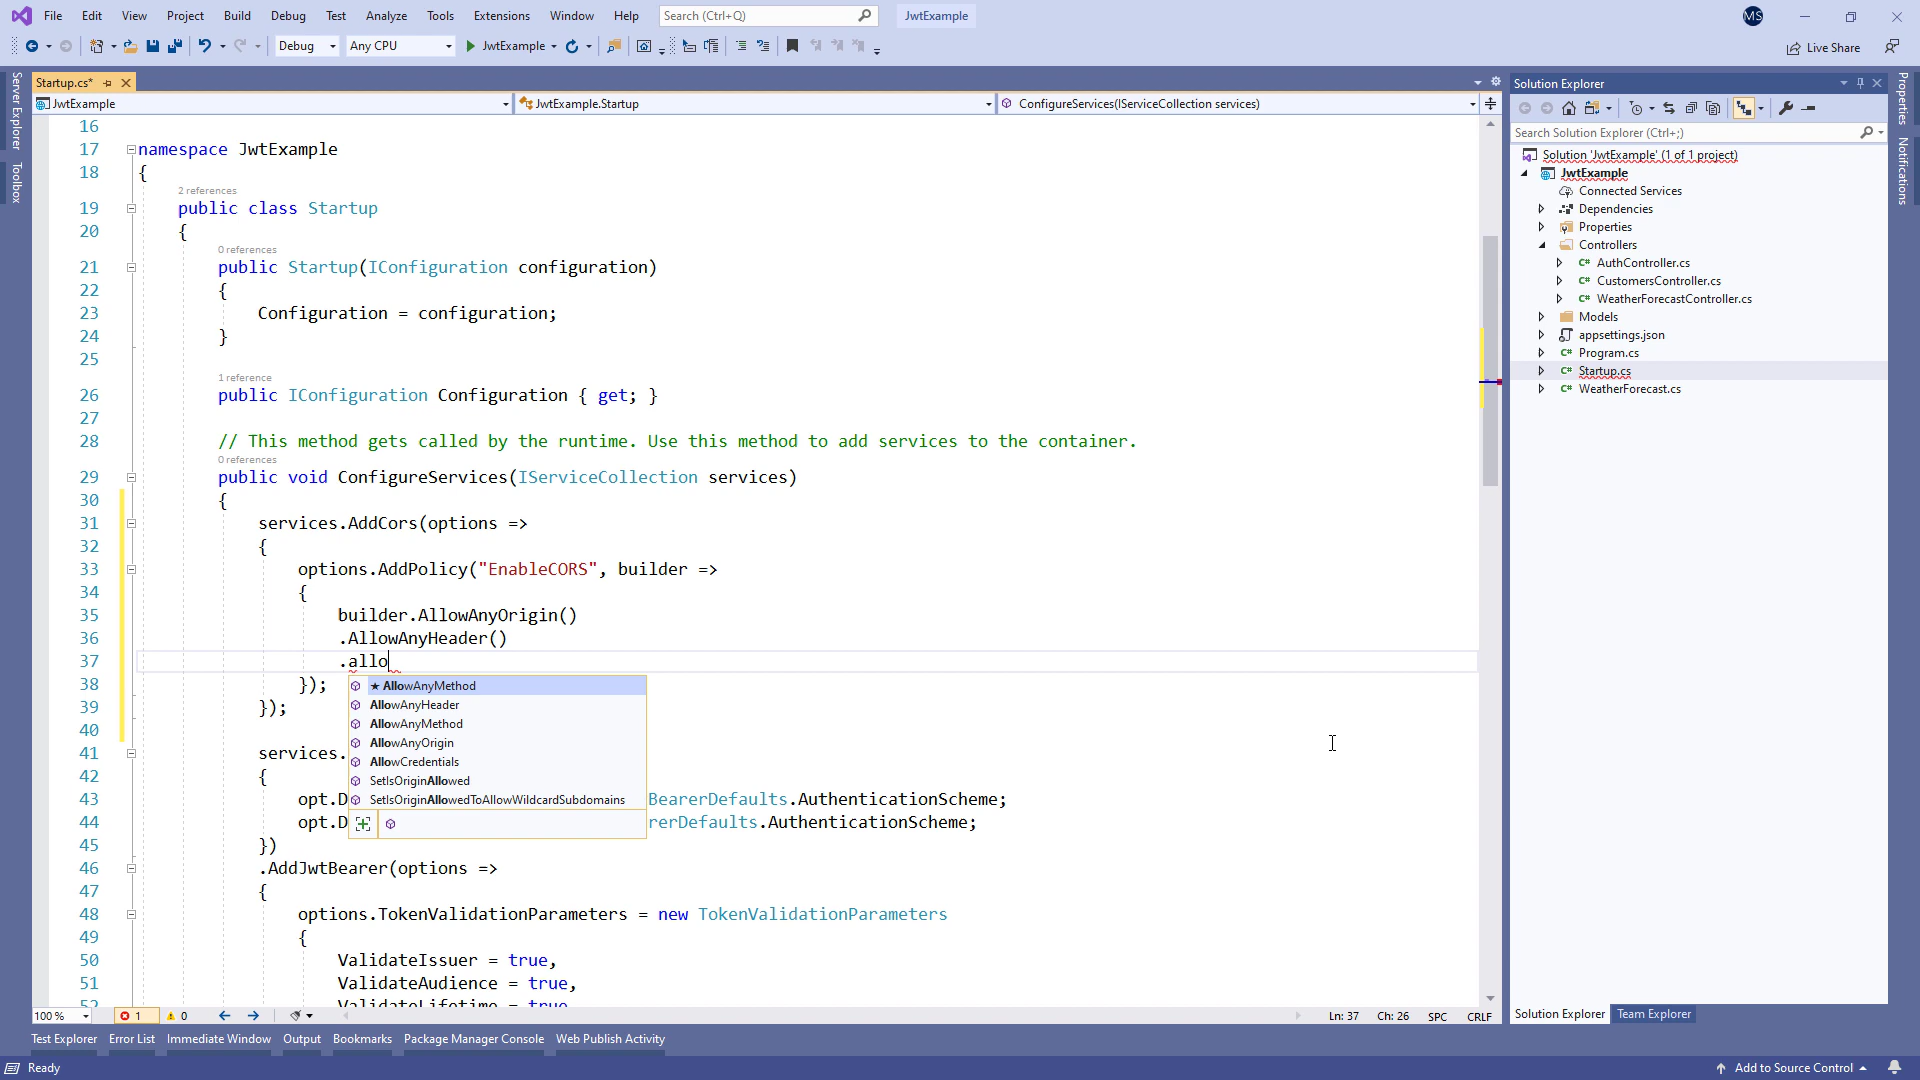 File Edit View Project Build Debug Test Analyze Tools Extensions Window Help Search (Ctrl+Q) JwtExample MS
Debug Any CPU JwtExample Live Share
Server Explorer
Toolbox
Startup.cs*
JwtExample JwtExample.Startup ConfigureServices(IServiceCollection services)
16
17 namespace JwtExample
18 {
2 references
19 public class Startup
20 {
0 references
21 public Startup(IConfiguration configuration)
22 {
23 Configuration = configuration;
24 }
25
1 reference
26 public IConfiguration Configuration { get; }
27
28 // This method gets called by the runtime. Use this method to add services to the container.
0 references
29 public void ConfigureServices(IServiceCollection services)
30 {
31 services.AddCors(options =>
32 {
33 options.AddPolicy("EnableCORS", builder =>
34 {
35 builder.AllowAnyOrigin()
36 .AllowAnyHeader()
37 .allo
38 });
39 });
40
41 services.
42 {
43 opt.D BearerDefaults.AuthenticationScheme;
44 opt.D rerDefaults.AuthenticationScheme;
45 })
46 .AddJwtBearer(options =>
47 {
48 options.TokenValidationParameters = new TokenValidationParameters
49 {
50 ValidateIssuer = true,
51 ValidateAudience = true,
52 ValidateLifetime = true
★ AllowAnyMethod
AllowAnyHeader
AllowAnyMethod
AllowAnyOrigin
AllowCredentials
SetIsOriginAllowed
SetIsOriginAllowedToAllowWildcardSubdomains
100 % 1 0 Ln: 37 Ch: 26 SPC CRLF
Solution Explorer
Search Solution Explorer (Ctrl+;)
Solution 'JwtExample' (1 of 1 project)
JwtExample
Connected Services
Dependencies
Properties
Controllers
AuthController.cs
CustomersController.cs
WeatherForecastController.cs
Models
appsettings.json
Program.cs
Startup.cs
WeatherForecast.cs
Solution Explorer Team Explorer
Properties
Notifications
Test Explorer Error List Immediate Window Output Bookmarks Package Manager Console Web Publish Activity
Ready Add to Source Control